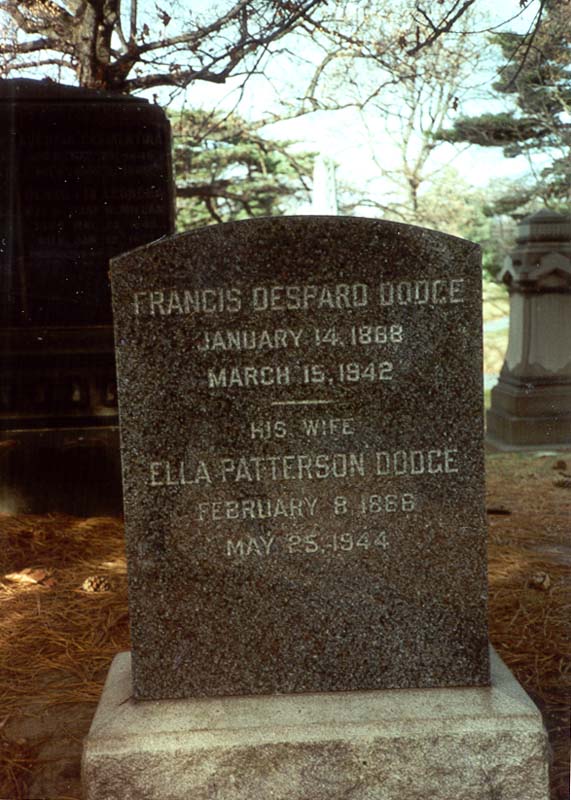 FRANCIS DESPARD DODGE
JANUARY 14, 1888
MARCH 15, 1942
HIS WIFE
ELLA PATTERSON DODGE
FEBRUARY 8 1868
MAY 25, 1944